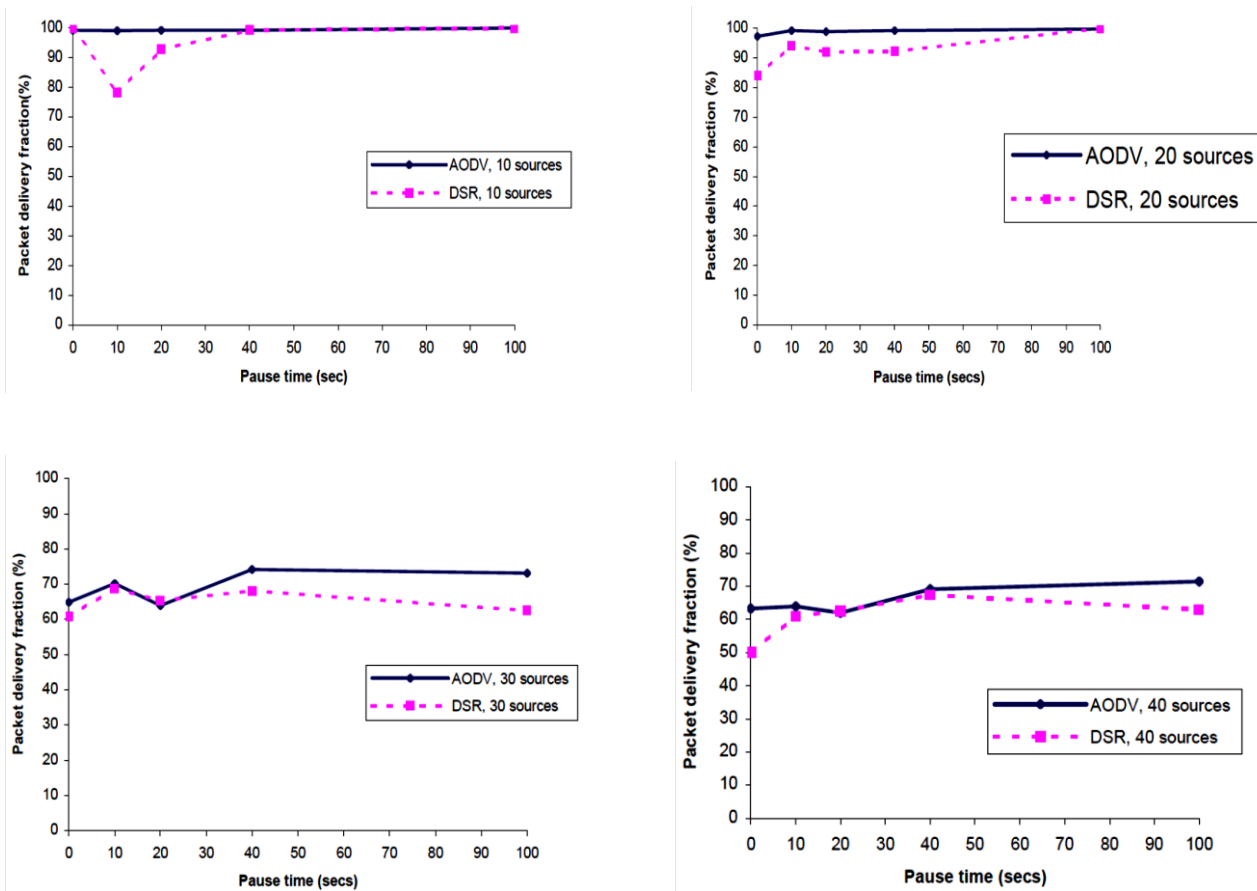 Packet delivery fraction(%)
100
90
80
70
60
50
40
30
20
10
0
0 10 20 30 40 50 60 70 80 90 100
Pause time (sec)
AODV, 10 sources
DSR, 10 sources
Packet delivery fraction (%)
100
90
80
70
60
50
40
30
20
10
0
0 10 20 30 40 50 60 70 80 90 100
Pause time (secs)
AODV, 20 sources
DSR, 20 sources
Packet delivery fraction (%)
100
90
80
70
60
50
40
30
20
10
0
0 10 20 30 40 50 60 70 80 90 100
Pause time (secs)
AODV, 30 sources
DSR, 30 sources
Packet delivery fraction (%)
100
90
80
70
60
50
40
30
20
10
0
0 10 20 30 40 50 60 70 80 90 100
Pause time (secs)
AODV, 40 sources
DSR, 40 sources